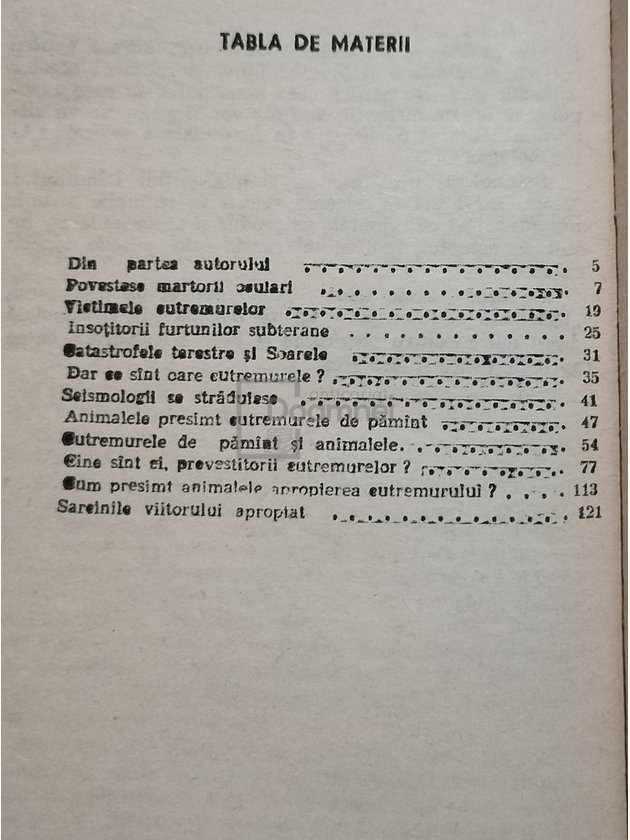 TABLA DE MATERII
Din partea autorului 5
Povestesc martorii oculari 7
Victimele cutremurelor 19
Insoțitorii furtunilor subterane 25
Catastrofele terestre și Soarele 31
Dar ce sînt oare cutremurele ? 35
Seismologii se străduiesc 41
Animalele presimt cutremurele de pămînt 47
Cutremurele de pămînt și animalele. 54
Cine sînt ei, prevestitorii cutremurelor ? 77
Cum presimt animalele apropierea cutremurului ? 113
Sarcinile viitorului apropiat 121